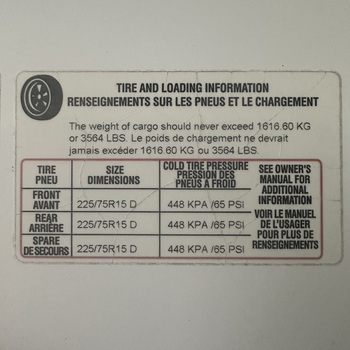 TIRE AND LOADING INFORMATION
RENSEIGNEMENTS SUR LES PNEUS ET LE CHARGEMENT
The weight of cargo should never exceed 1616.60 KG
or 3564 LBS. Le poids de chargement ne devrait
jamais excéder 1616.60 KG ou 3564 LBS.
TIRE
PNEU
SIZE
DIMENSIONS
COLD TIRE PRESSURE
PRESSION DES
PNEUS A FROID
SEE OWNER'S
MANUAL FOR
ADDITIONAL
INFORMATION
FRONT
AVANT
225/75R15 D
448 KPA /65 PSI
REAR
ARRIÈRE
225/75R15 D
448 KPA /65 PSI
VOIR LE MANUEL
DE L'USAGER
POUR PLUS DE
RENSEIGNEMENTS
SPARE
DE SECOURS
225/75R15 D
448 KPA /65 PSI